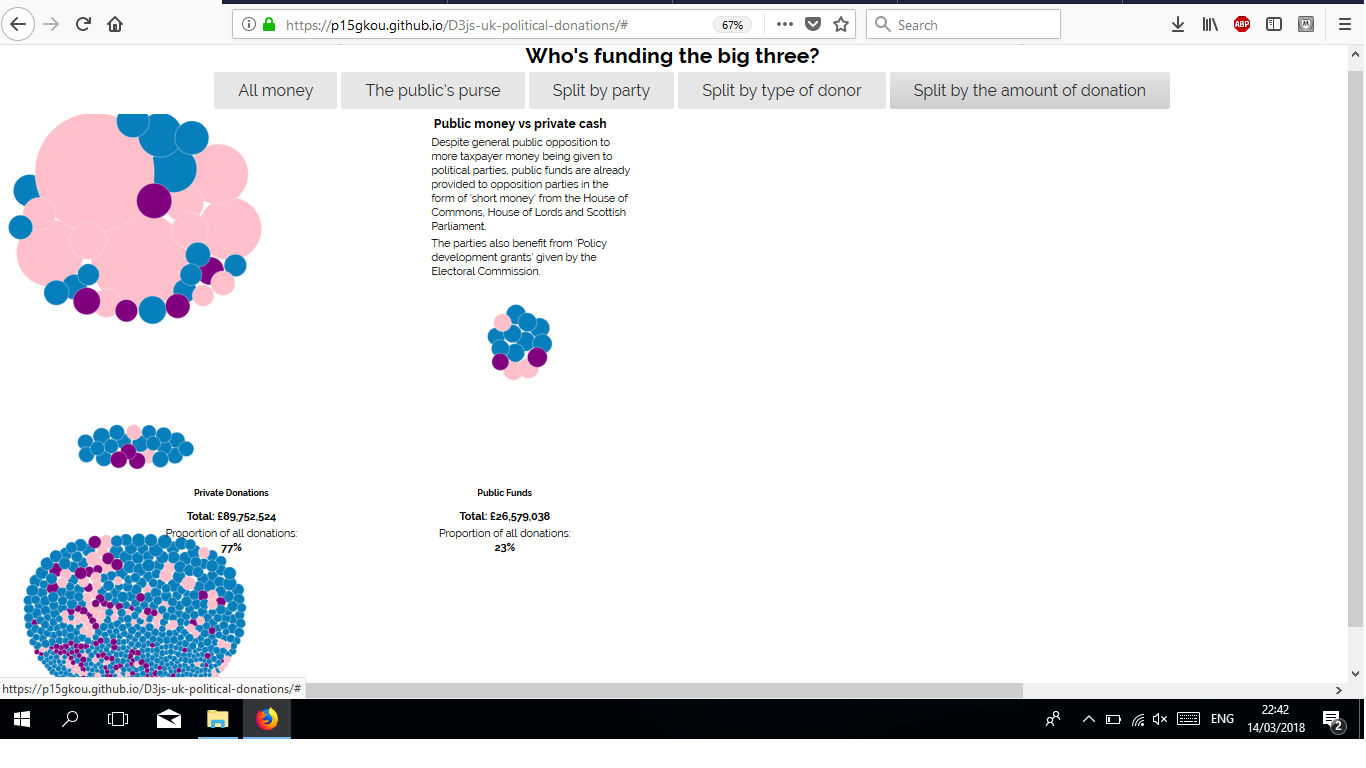 https://p15gkou.github.io/D3js-uk-political-donations/#
67%
Search
ABP
Who's funding the big three?
All money
The public's purse
Split by party
Split by type of donor
Split by the amount of donation
Public money vs private cash
Despite general public opposition to
more taxpayer money being given to
political parties, public funds are already
provided to opposition parties in the
form of 'short money' from the House of
Commons, House of Lords and Scottish
Parliament.
The parties also benefit from 'Policy
development grants' given by the
Electoral Commission.
Private Donations
Total: £89,752,524
Proportion of all donations:
77%
Public Funds
Total: £26,579,038
Proportion of all donations:
23%
https://p15gkou.github.io/D3js-uk-political-donations/#
ENG
22:42
14/03/2018
2